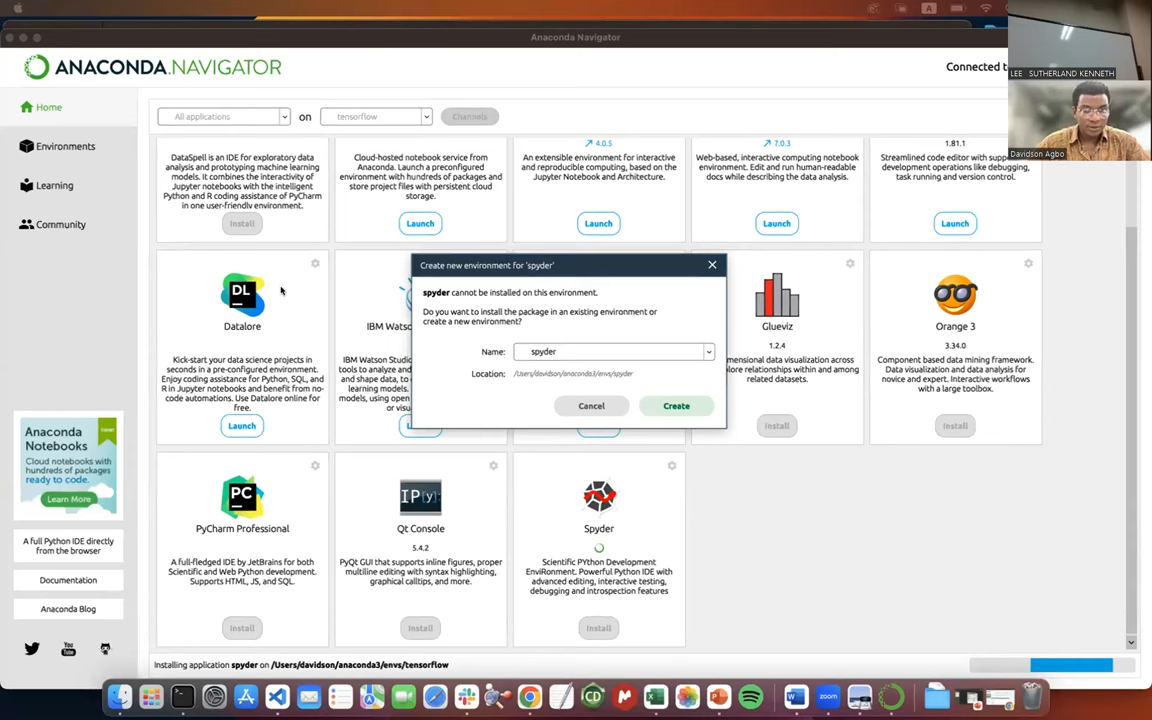 A
Anaconda Navigator
ANACONDA.NAVIGATOR
Connected t
LEE SUTHERLAND KENNETH
Davidson Agbo
Home
Environments
Learning
Community
All applications
on
tensorflow
Channels
DataSpell is an IDE for exploratory data
analysis and prototyping machine learning
models. It combines the interactivity of
Jupyter notebooks with the intelligent
Python and R coding assistance of PyCharm
in one user-friendly environment.
Install
Cloud-hosted notebook service from
Anaconda. Launch a preconfigured
environment with hundreds of packages and
store project files with persistent cloud
storage.
Launch
4.0.5
An extensible environment for interactive
and reproducible computing, based on the
Jupyter Notebook and Architecture.
Launch
7.0.3
Web-based, interactive computing notebook
environment. Edit and run human-readable
docs while describing the data analysis.
Launch
1.81.1
Streamlined code editor with supp
development operations like debugging,
task running and version control.
Launch
DL
Datalore
Kick-start your data science projects in
seconds in a pre-configured environment.
Enjoy coding assistance for Python, SQL, and
R in Jupyter notebooks and benefit from no-
code automations. Use Datalore online for
free.
Launch
IBM Watso
IBM Watson Studi
tools to analyze and
and shape data, to
learning models.
models, using open
or visu
Create new environment for 'spyder'
spyder cannot be installed on this environment.
Do you want to install the package in an existing environment or
create a new environment?
Name:
spyder
Location:
/Users/davidson/anaconda3/envs/spyder
Cancel
Create
Glueviz
1.2.4
mensional data visualization across
lore relationships within and among
related datasets.
Install
Orange 3
3.34.0
Component based data mining framework.
Data visualization and data analysis for
novice and expert. Interactive workflows
with a large toolbox.
Install
Anaconda
Notebooks
Cloud notebooks with
hundreds of packages
ready to code.
Learn More
A full Python IDE directly
from the browser
Documentation
Anaconda Blog
PC
PyCharm Professional
A full-fledged IDE by JetBrains for both
Scientific and Web Python development.
Supports HTML, JS, and SQL.
Install
IP[y]:
Qt Console
5.4.2
PyQt GUI that supports inline figures, proper
multiline editing with syntax highlighting,
graphical calltips, and more.
Install
Spyder
Scientific PYthon Development
EnviRonment. Powerful Python IDE with
advanced editing, interactive testing,
debugging and introspection features
Install
You
Tube
Installing application spyder on /Users/davidson/anaconda3/envs/tensorflow
CD
zoom